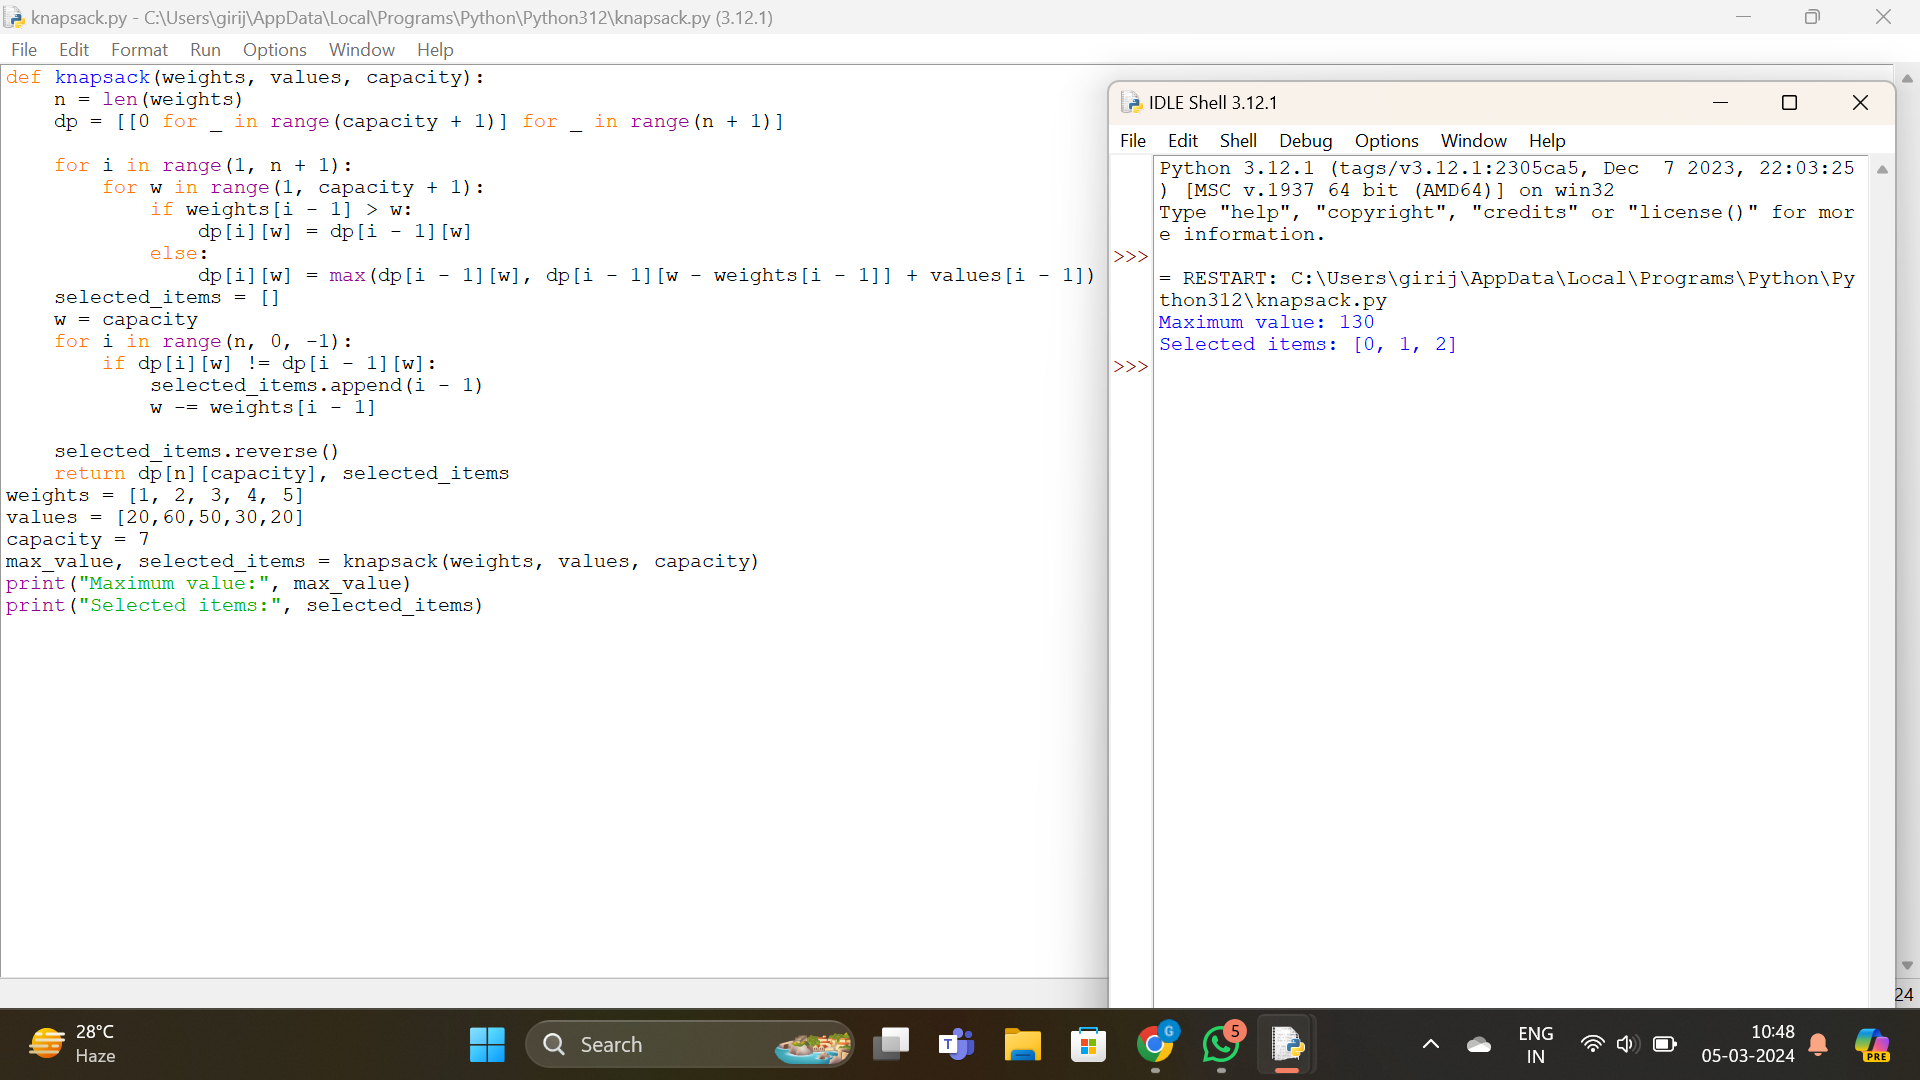 knapsack.py - C:\Users\girij\AppData\Local\Programs\Python\Python312\knapsack.py (3.12.1)
File Edit Format Run Options Window Help
def knapsack(weights, values, capacity):
    n = len(weights)
    dp = [[0 for _ in range(capacity + 1)] for _ in range(n + 1)]
    for i in range(1, n + 1):
        for w in range(1, capacity + 1):
            if weights[i - 1] > w:
                dp[i][w] = dp[i - 1][w]
            else:
                dp[i][w] = max(dp[i - 1][w], dp[i - 1][w - weights[i - 1]] + values[i - 1])
    selected_items = []
    w = capacity
    for i in range(n, 0, -1):
        if dp[i][w] != dp[i - 1][w]:
            selected_items.append(i - 1)
            w -= weights[i - 1]
    selected_items.reverse()
    return dp[n][capacity], selected_items
weights = [1, 2, 3, 4, 5]
values = [20,60,50,30,20]
capacity = 7
max_value, selected_items = knapsack(weights, values, capacity)
print("Maximum value:", max_value)
print("Selected items:", selected_items)
IDLE Shell 3.12.1
File Edit Shell Debug Options Window Help
Python 3.12.1 (tags/v3.12.1:2305ca5, Dec  7 2023, 22:03:25
) [MSC v.1937 64 bit (AMD64)] on win32
Type "help", "copyright", "credits" or "license()" for mor
e information.
>>>
= RESTART: C:\Users\girij\AppData\Local\Programs\Python\Py
thon312\knapsack.py
Maximum value: 130
Selected items: [0, 1, 2]
>>>
24
28°C
Haze
Search
T
G
5
ENG
IN
10:48
05-03-2024
PRE